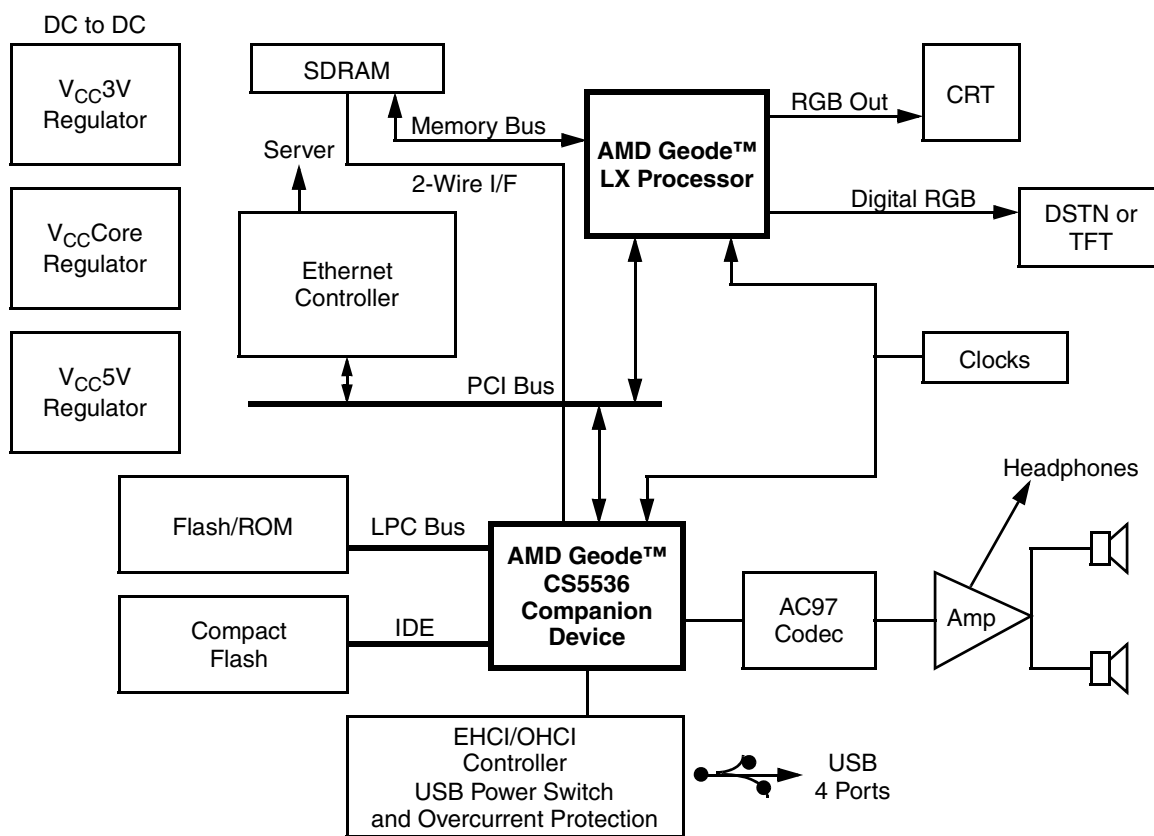 DC to DC
VCC3V
Regulator
VCCCore
Regulator
VCC5V
Regulator
SDRAM
Memory Bus
Server
2-Wire I/F
Ethernet
Controller
PCI Bus
AMD Geode™
LX Processor
RGB Out
CRT
Digital RGB
DSTN or
TFT
Clocks
Flash/ROM
LPC Bus
Compact
Flash
IDE
AMD Geode™
CS5536
Companion
Device
AC97
Codec
Amp
Headphones
EHCI/OHCI
Controller
USB Power Switch
and Overcurrent Protection
USB
4 Ports